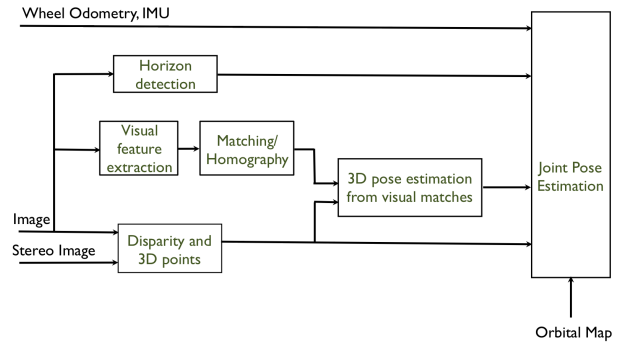 Wheel Odometry, IMU
Horizon
detection
Visual
feature
extraction
Matching/
Homography
3D pose estimation
from visual matches
Joint Pose
Estimation
Image
Stereo Image
Disparity and
3D points
Orbital Map